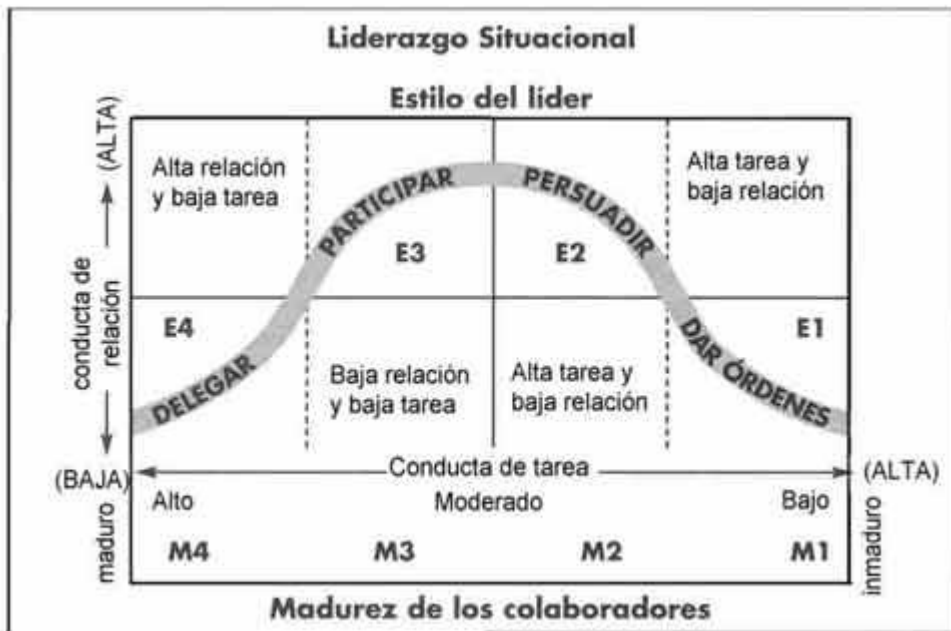 Liderazgo Situacional
Estilo del líder
(ALTA)
conducta de
relación
(BAJA)
Alta relación
y baja tarea
PARTICIPAR
PERSUADIR
Alta tarea y
baja relación
E3
E2
E4
E1
DELEGAR
Baja relación
y baja tarea
Alta tarea y
baja relación
DAR ÓRDENES
Conducta de tarea
(ALTA)
maduro
Alto
Moderado
Bajo
inmaduro
M4
M3
M2
M1
Madurez de los colaboradores